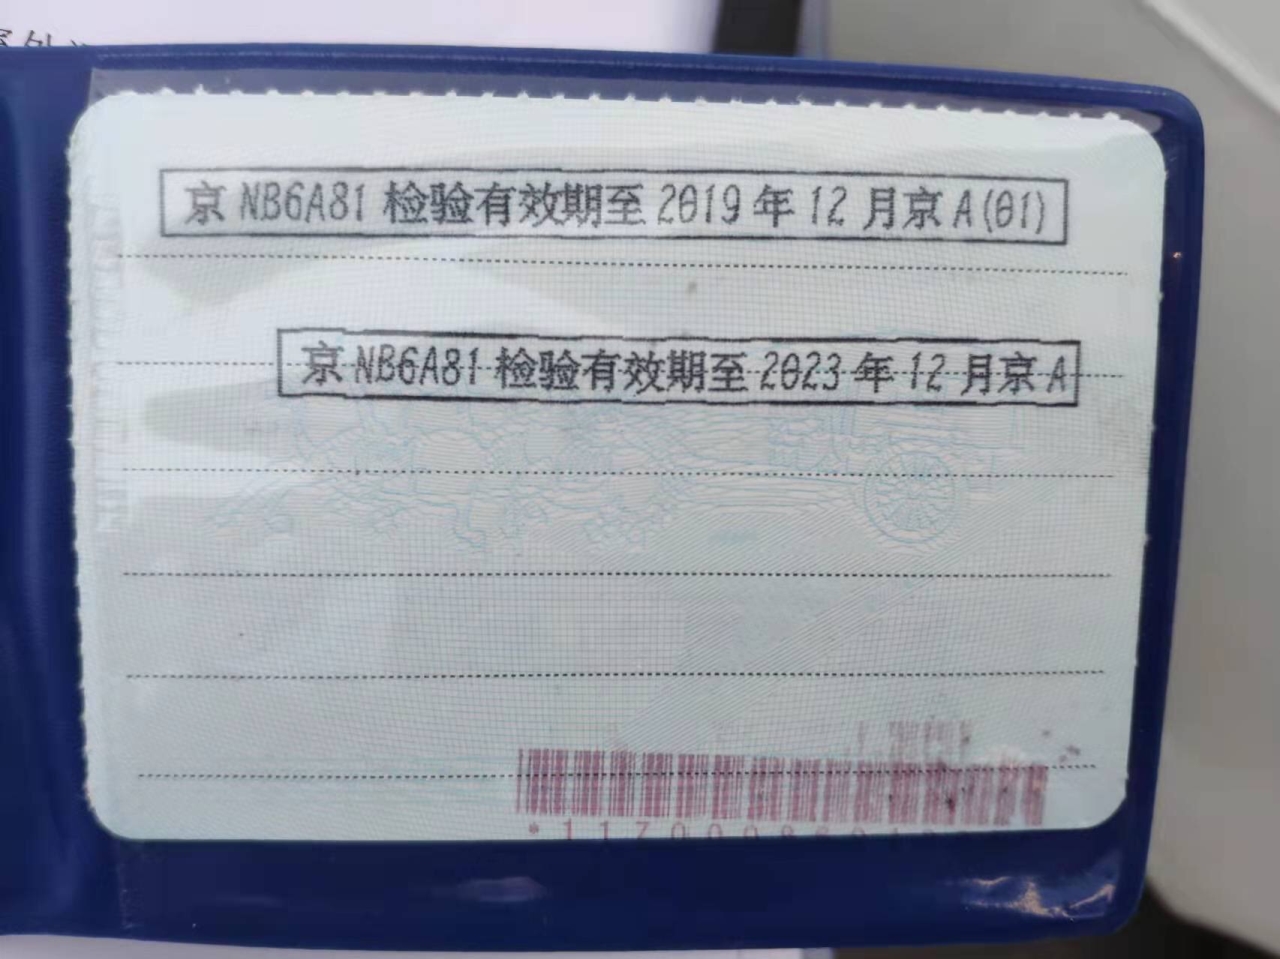 京 NB6A81 检验有效期至 2019 年 12 月京 A(01)
京 NB6A81 检验有效期至 2023 年 12 月京 A